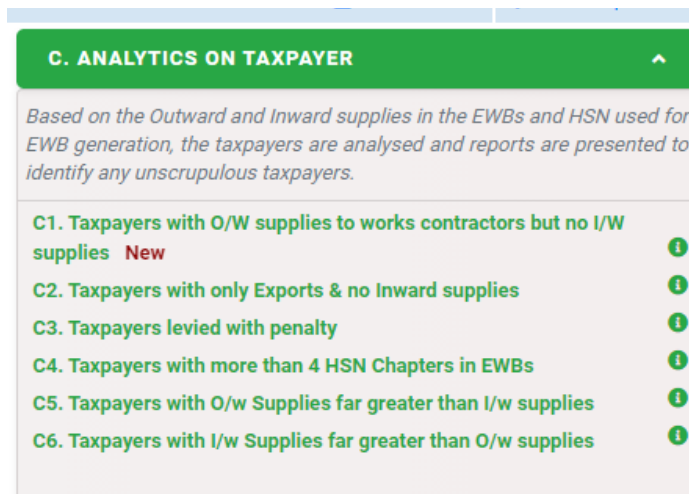 C. ANALYTICS ON TAXPAYER
Based on the Outward and Inward supplies in the EWBs and HSN used for
EWB generation, the taxpayers are analysed and reports are presented to
identify any unscrupulous taxpayers.
C1. Taxpayers with O/W supplies to works contractors but no I/W
supplies New
C2. Taxpayers with only Exports & no Inward supplies
C3. Taxpayers levied with penalty
C4. Taxpayers with more than 4 HSN Chapters in EWBs
C5. Taxpayers with O/w Supplies far greater than I/w supplies
C6. Taxpayers with I/w Supplies far greater than O/w supplies